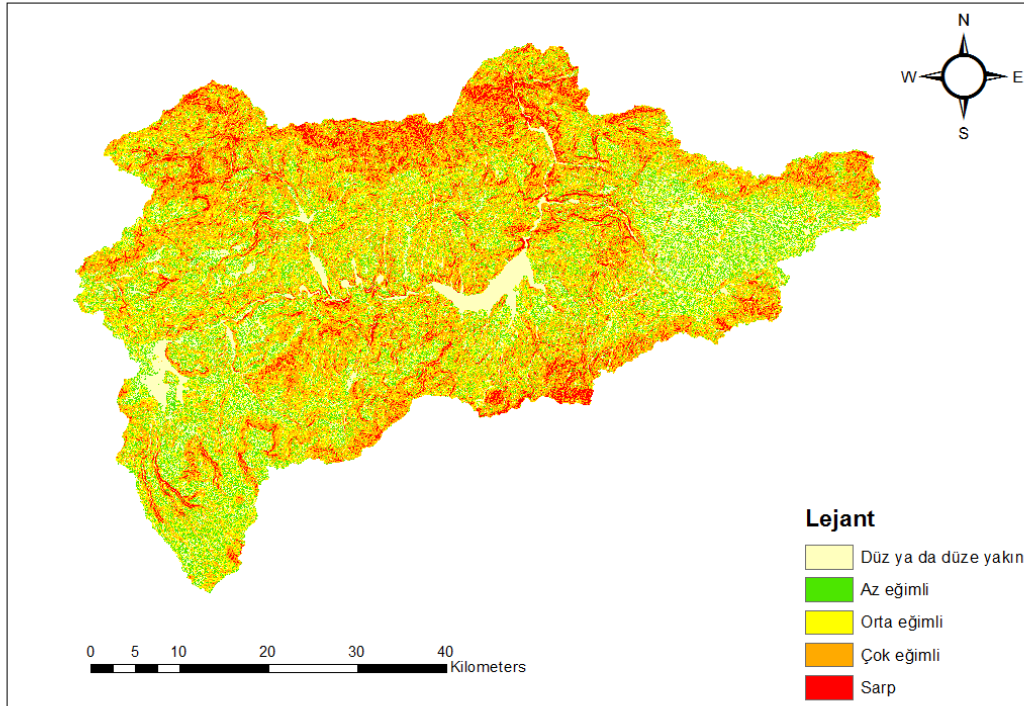 N
W E
S
Lejant
Düz ya da düze yakın
Az eğimli
Orta eğimli
Çok eğimli
Sarp
0 5 10 20 30 40
Kilometers